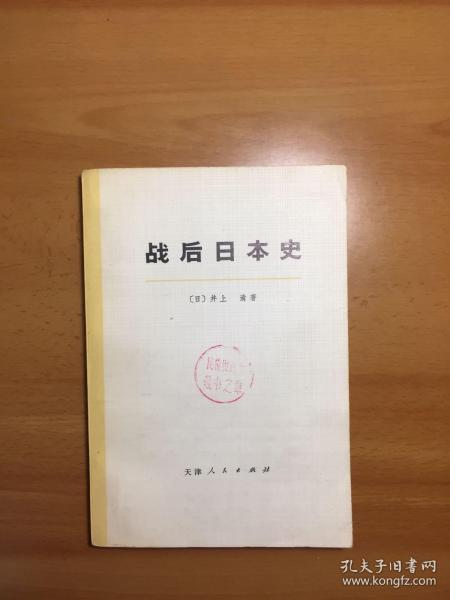 战后日本史
〔日〕井上 清著
天津人民出版社
孔夫子旧书网
www.kongfz.com